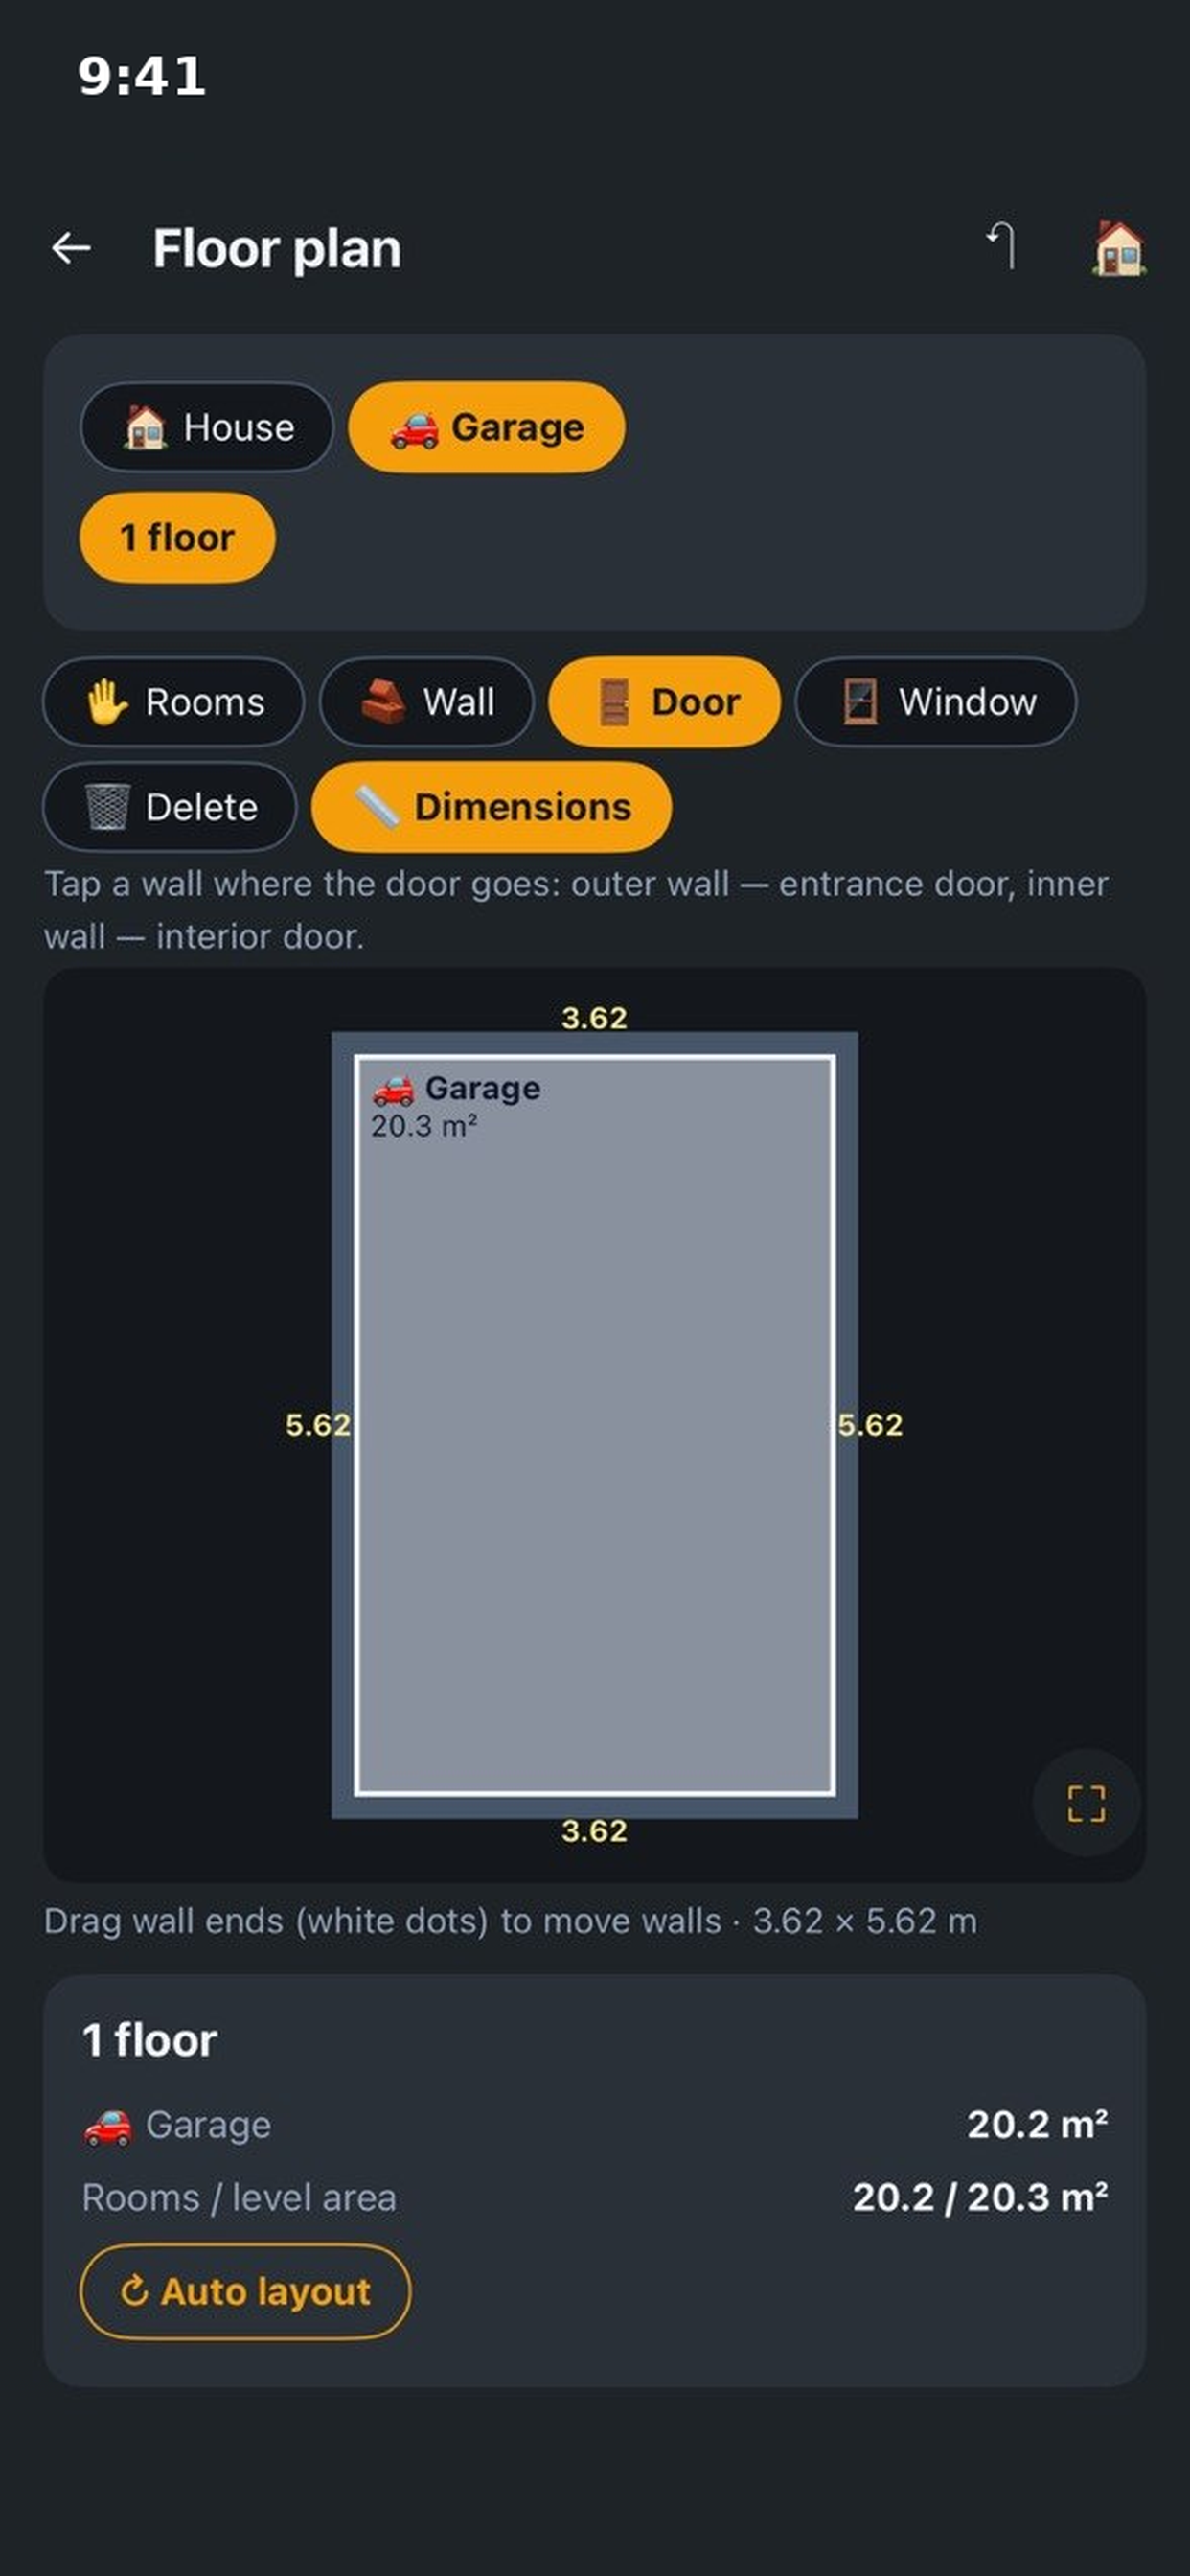 9:41
Floor plan
House Garage
1 floor
Rooms Wall Door Window
Delete Dimensions
Tap a wall where the door goes: outer wall — entrance door, inner
wall — interior door.
3.62
Garage
20.3 m²
5.62 5.62
3.62
Drag wall ends (white dots) to move walls · 3.62 × 5.62 m
1 floor
Garage 20.2 m²
Rooms / level area 20.2 / 20.3 m²
↻ Auto layout